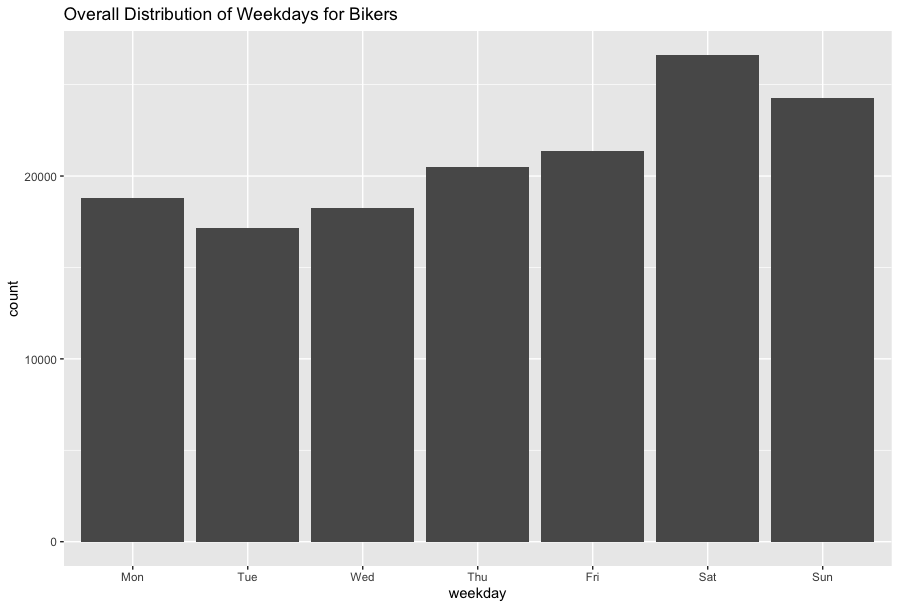 Overall Distribution of Weekdays for Bikers
20000
10000
0
count
Mon Tue Wed Thu Fri Sat Sun
weekday